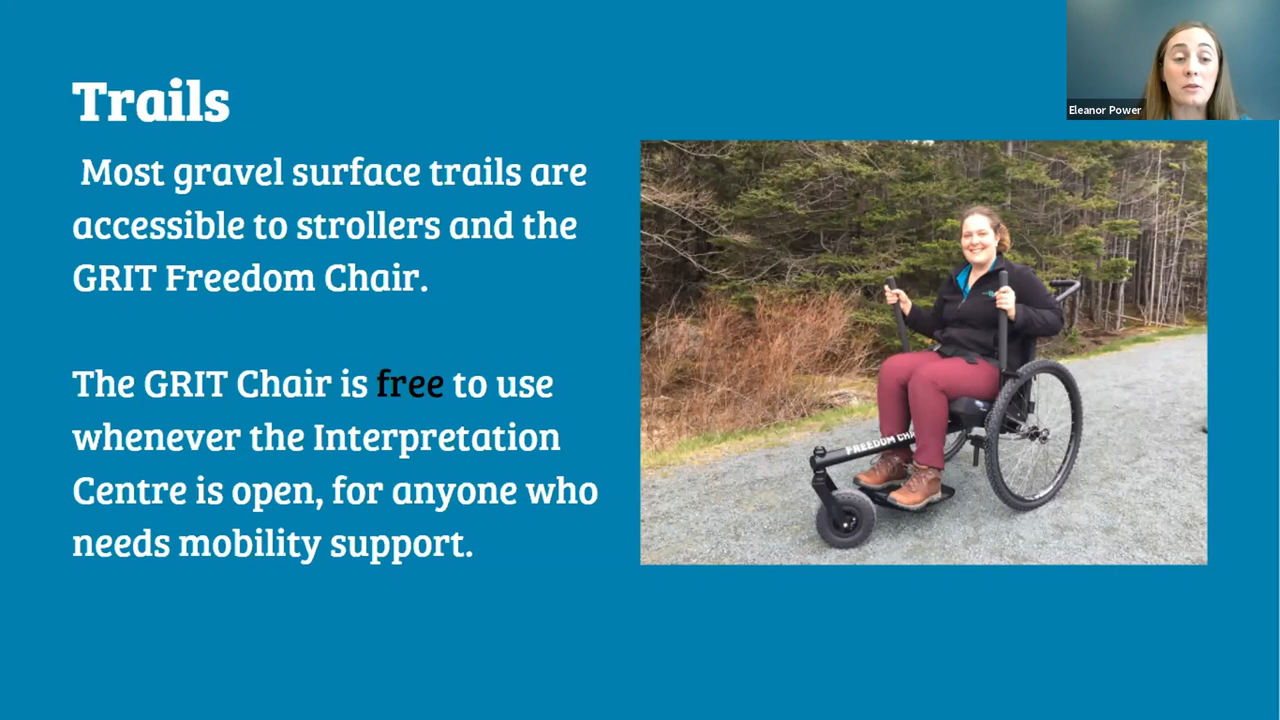 Eleanor Power
Trails
Most gravel surface trails are
accessible to strollers and the
GRIT Freedom Chair.
The GRIT Chair is free to use
whenever the Interpretation
Centre is open, for anyone who
needs mobility support.
FREEDOM